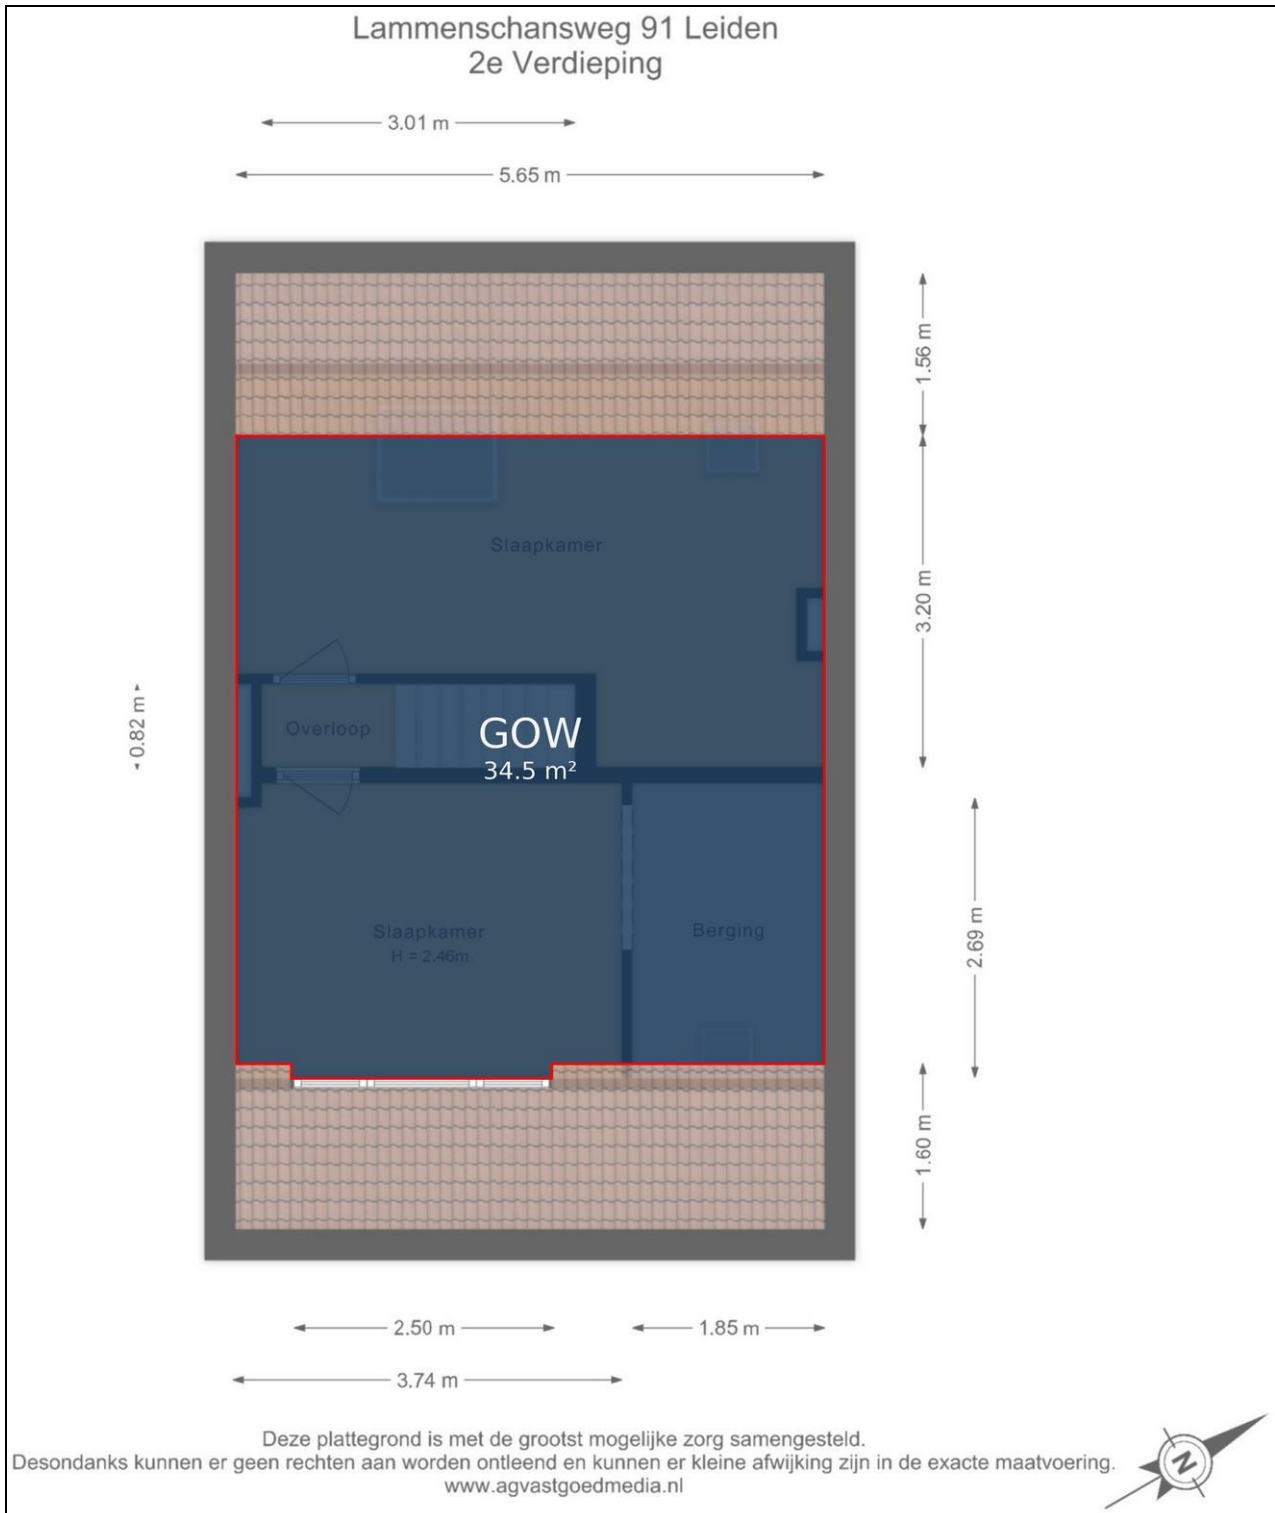 Lammenschansweg 91 Leiden
2e Verdieping
3.01 m
5.65 m
1.56 m
Slaapkamer
3.20 m
0.82 m
Overloop
GOW
34.5 m²
Slaapkamer
H = 2.46m
Berging
2.69 m
1.60 m
2.50 m
1.85 m
3.74 m
Deze plattegrond is met de grootst mogelijke zorg samengesteld.
Desondanks kunnen er geen rechten aan worden ontleend en kunnen er kleine afwijking zijn in de exacte maatvoering.
www.agvastgoedmedia.nl
N